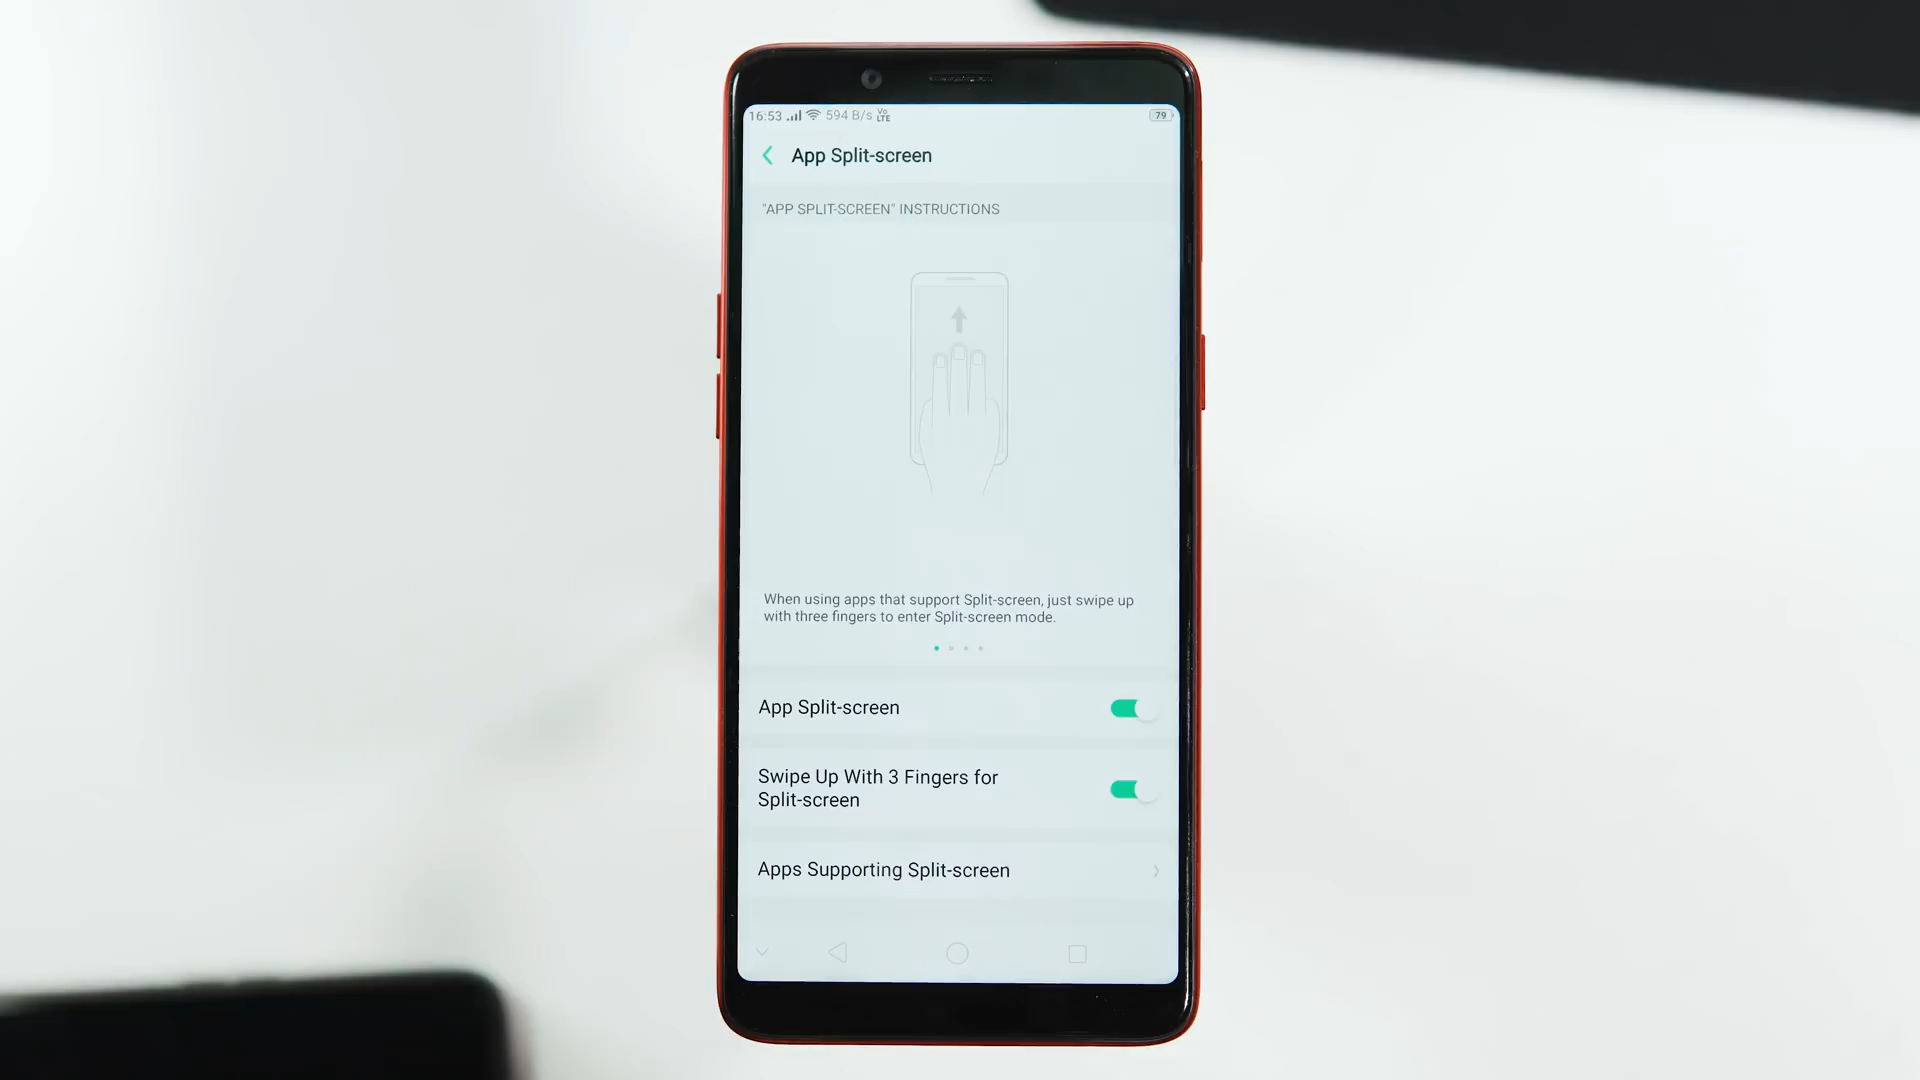 16:53 594 B/s Vo LTE 79
App Split-screen
"APP SPLIT-SCREEN" INSTRUCTIONS
When using apps that support Split-screen, just swipe up
with three fingers to enter Split-screen mode.
App Split-screen
Swipe Up With 3 Fingers for
Split-screen
Apps Supporting Split-screen